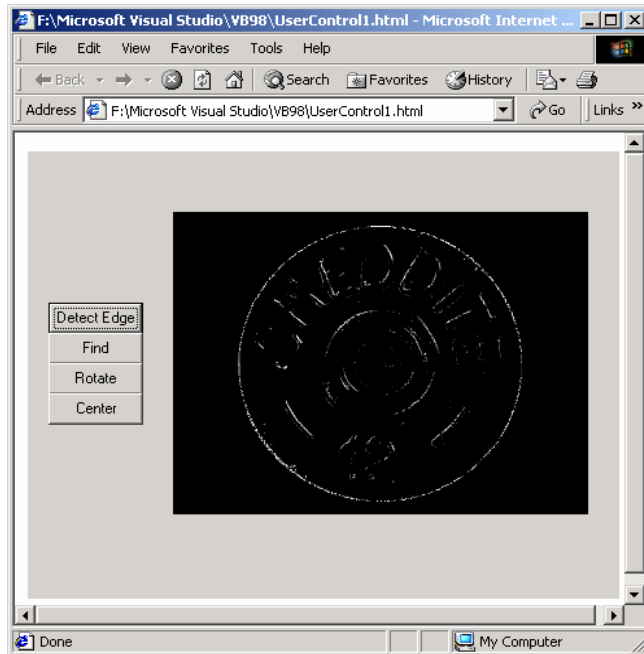 F:\Microsoft Visual Studio\VB98\UserControl1.html - Microsoft Internet ...
File Edit View Favorites Tools Help
Back Search Favorites History
Address F:\Microsoft Visual Studio\VB98\UserControl1.html Go Links »
Detect Edge
Find
Rotate
Center
12
Done My Computer